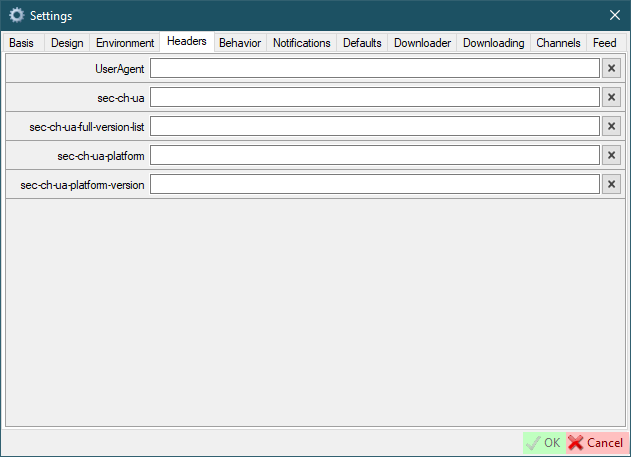 Settings
Basis Design Environment Headers Behavior Notifications Defaults Downloader Downloading Channels Feed
UserAgent
sec-ch-ua
sec-ch-ua-full-version-list
sec-ch-ua-platform
sec-ch-ua-platform-version
OK Cancel